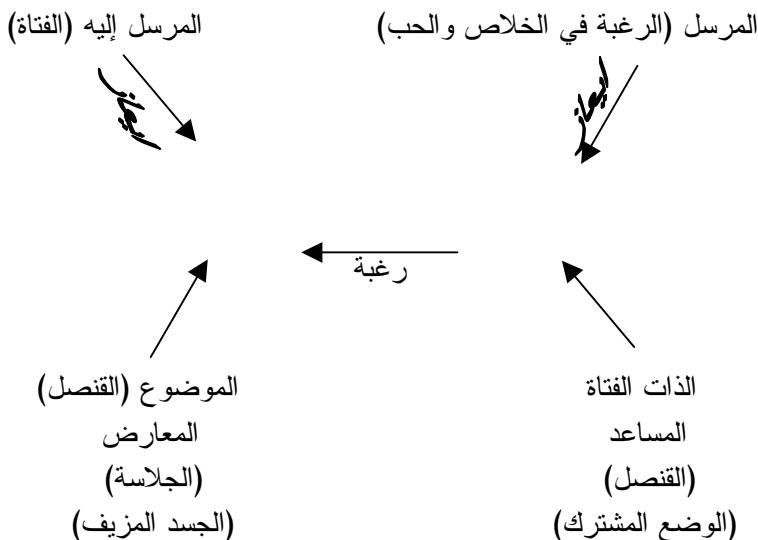 المرسل (الرغبة في الخلاص والحب)
المرسل إليه (الفتاة)
رغبة
الذات الفتاة
الموضوع (القنصل)
المساعد
المعارض
(القنصل)
(الجلاسة)
(الوضع المشترك)
(الجسد المزيف)